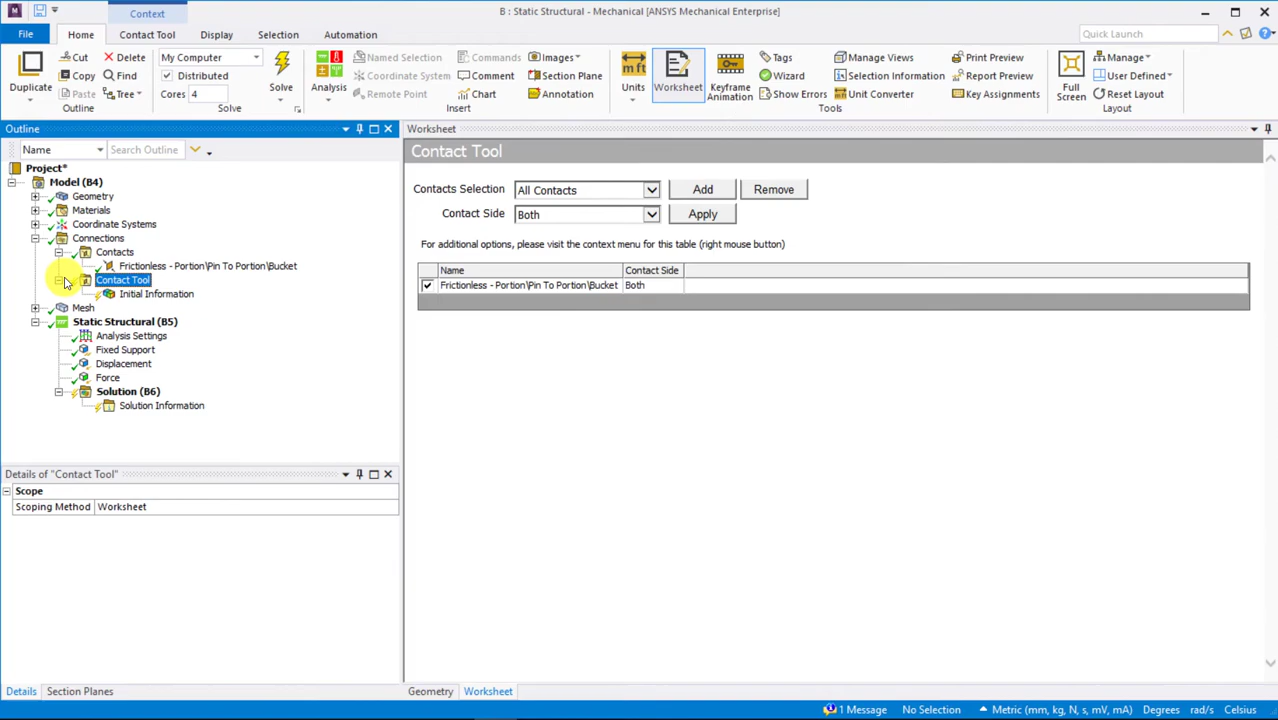 Context
B : Static Structural - Mechanical [ANSYS Mechanical Enterprise]
File Home Contact Tool Display Selection Automation Quick Launch
Duplicate Cut Copy Paste Delete Find Tree
Outline
My Computer
Distributed
Cores 4
Solve
Solve
Analysis
Named Selection
Coordinate System
Remote Point
Commands
Comment
Chart
Images
Section Plane
Annotation
Insert
Units
Worksheet
Keyframe
Animation
Tags
Wizard
Show Errors
Manage Views
Selection Information
Unit Converter
Tools
Print Preview
Report Preview
Key Assignments
Full
Screen
Manage
User Defined
Reset Layout
Layout
Outline
Name Search Outline
Project*
Model (B4)
Geometry
Materials
Coordinate Systems
Connections
Contacts
Frictionless - Portion\Pin To Portion\Bucket
Contact Tool
Initial Information
Mesh
Static Structural (B5)
Analysis Settings
Fixed Support
Displacement
Force
Solution (B6)
Solution Information
Details of "Contact Tool"
Scope
Scoping Method Worksheet
Details Section Planes
Worksheet
Contact Tool
Contacts Selection All Contacts Add Remove
Contact Side Both Apply
For additional options, please visit the context menu for this table (right mouse button)
Name Contact Side
Frictionless - Portion\Pin To Portion\Bucket Both
Geometry Worksheet
1 Message No Selection Metric (mm, kg, N, s, mV, mA) Degrees rad/s Celsius